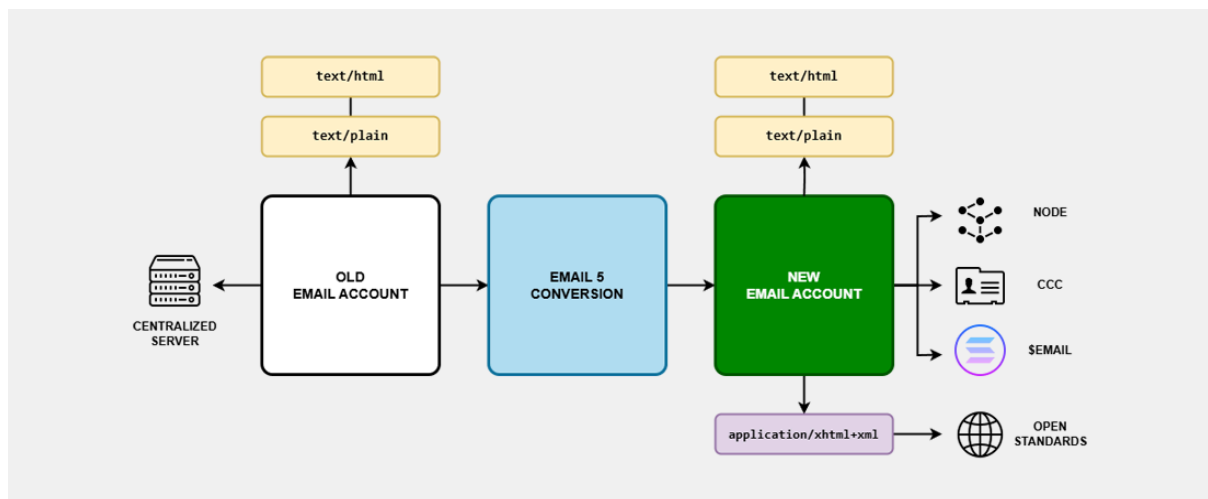 text/html
text/plain
OLD
EMAIL ACCOUNT
CENTRALIZED
SERVER
EMAIL 5
CONVERSION
text/html
text/plain
NEW
EMAIL ACCOUNT
NODE
CCC
$EMAIL
application/xhtml+xml
OPEN
STANDARDS